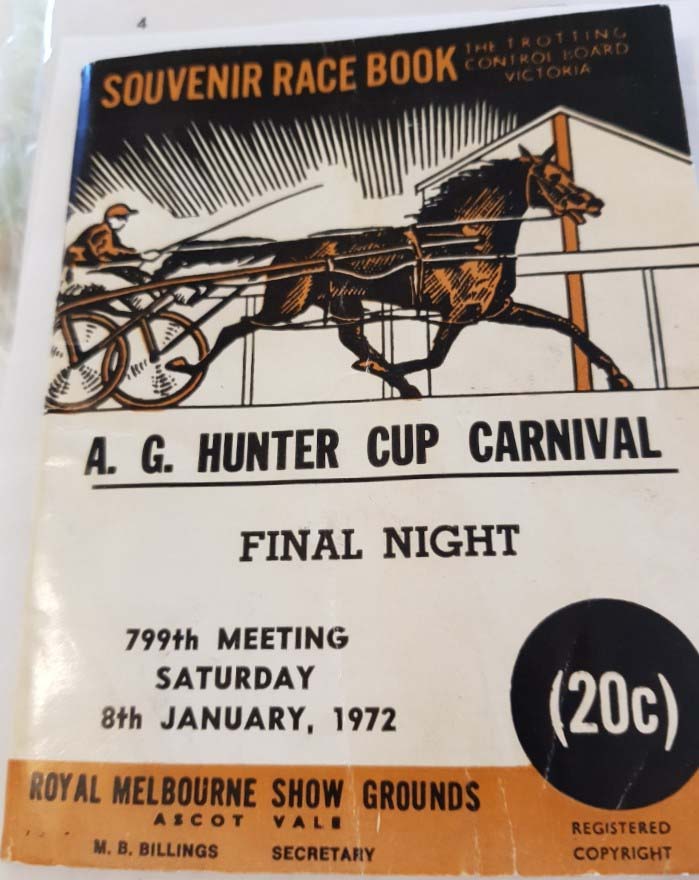 4
SOUVENIR RACE BOOK
THE TROTTING
CONTROL BOARD
VICTORIA
A. G. HUNTER CUP CARNIVAL
FINAL NIGHT
799th MEETING
SATURDAY
8th JANUARY, 1972
(20c)
ROYAL MELBOURNE SHOW GROUNDS
ASCOT VALE
M. B. BILLINGS SECRETARY
REGISTERED
COPYRIGHT